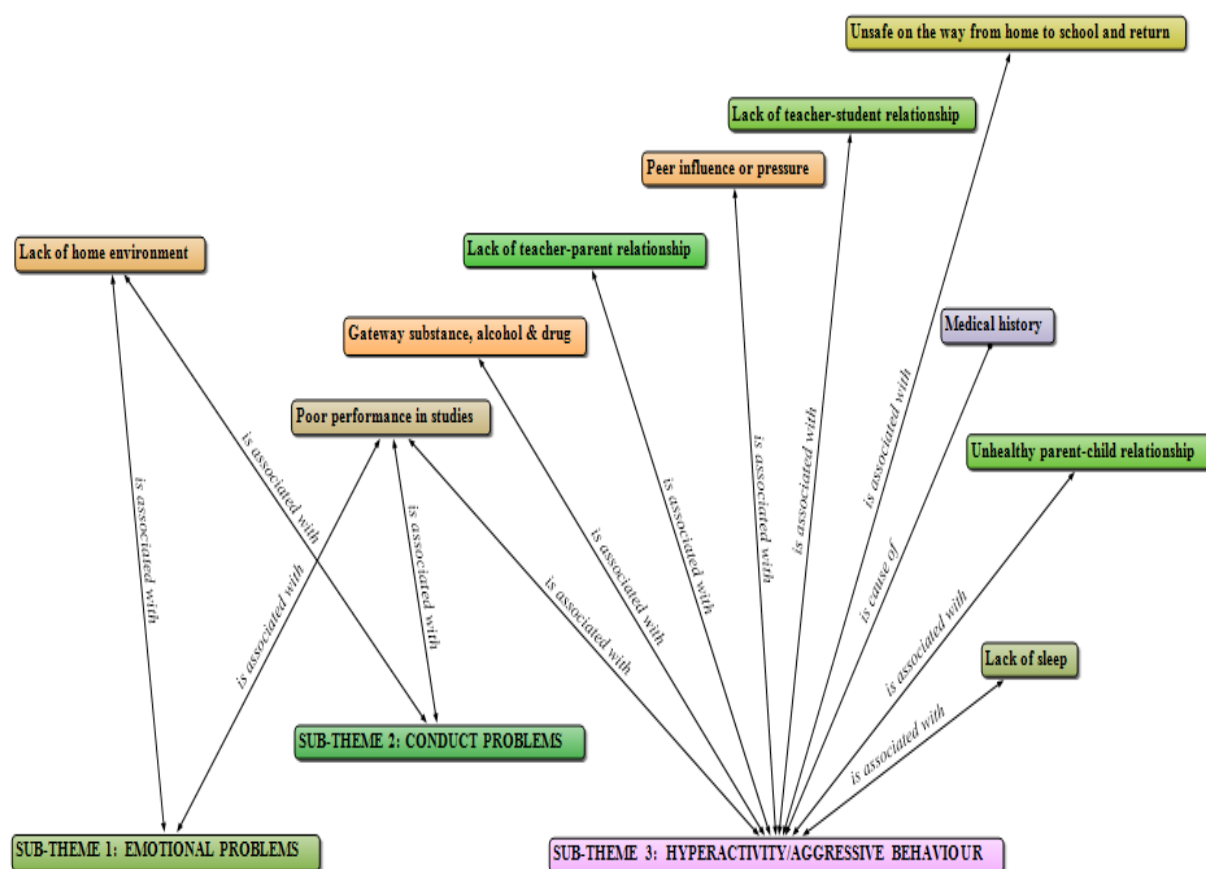 Unsafe on the way from home to school and return
Lack of teacher-student relationship
Peer influence or pressure
Lack of home environment
Lack of teacher-parent relationship
Medical history
Gateway substance, alcohol & drug
Poor performance in studies
Unhealthy parent-child relationship
is associated with
is associated with
is associated with
is associated with
is associated with
is associated with
is associated with
is associated with
is associated with
is associated with
is cause of
is associated with
is associated with
Lack of sleep
SUB-THEME 2: CONDUCT PROBLEMS
SUB-THEME 1: EMOTIONAL PROBLEMS
SUB-THEME 3: HYPERACTIVITY/AGGRESSIVE BEHAVIOUR